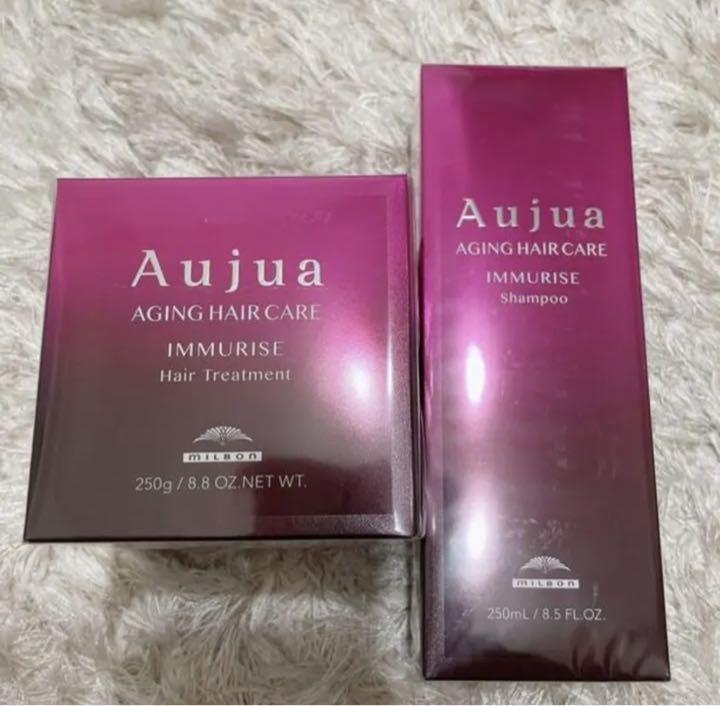 Aujua
AGING HAIR CARE
IMMURISE
Hair Treatment
MILBON
250g / 8.8 OZ.NET WT.
Aujua
AGING HAIR CARE
IMMURISE
Shampoo
MILBON
250mL / 8.5 FL.OZ.